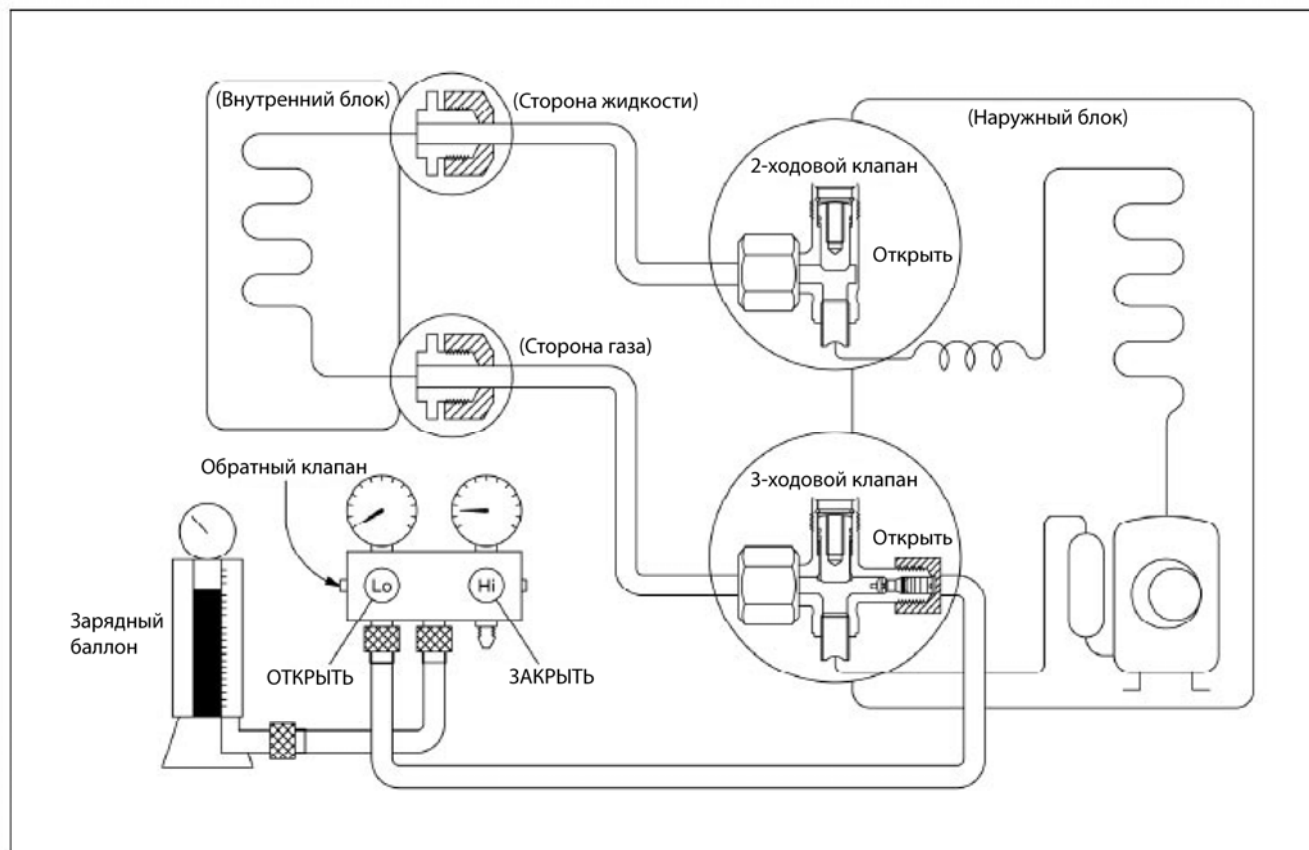 (Внутренний блок)
(Сторона жидкости)
(Наружный блок)
2-ходовой клапан
Открыть
(Сторона газа)
3-ходовой клапан
Открыть
Обратный клапан
Lo
Hi
Зарядный
баллон
ОТКРЫТЬ
ЗАКРЫТЬ